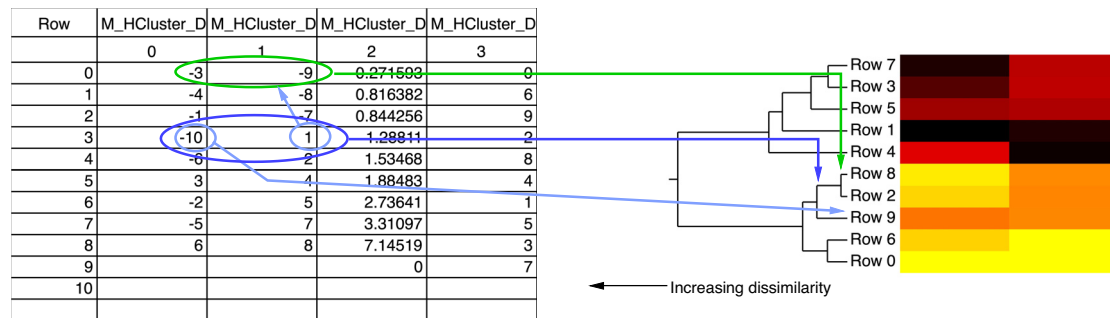 Row M_HCluster_D M_HCluster_D M_HCluster_D M_HCluster_D
0 1 2 3
0 -3 -9 0.271593 0
1 -4 -8 0.816382 6
2 -1 -7 0.844256 9
3 -10 1 1.28811 2
4 -6 2 1.53468 8
5 3 4 1.88483 4
6 -2 5 2.73641 1
7 -5 7 3.31097 5
8 6 8 7.14519 3
9 0 7
10
Row 7
Row 3
Row 5
Row 1
Row 4
Row 8
Row 2
Row 9
Row 6
Row 0
Increasing dissimilarity